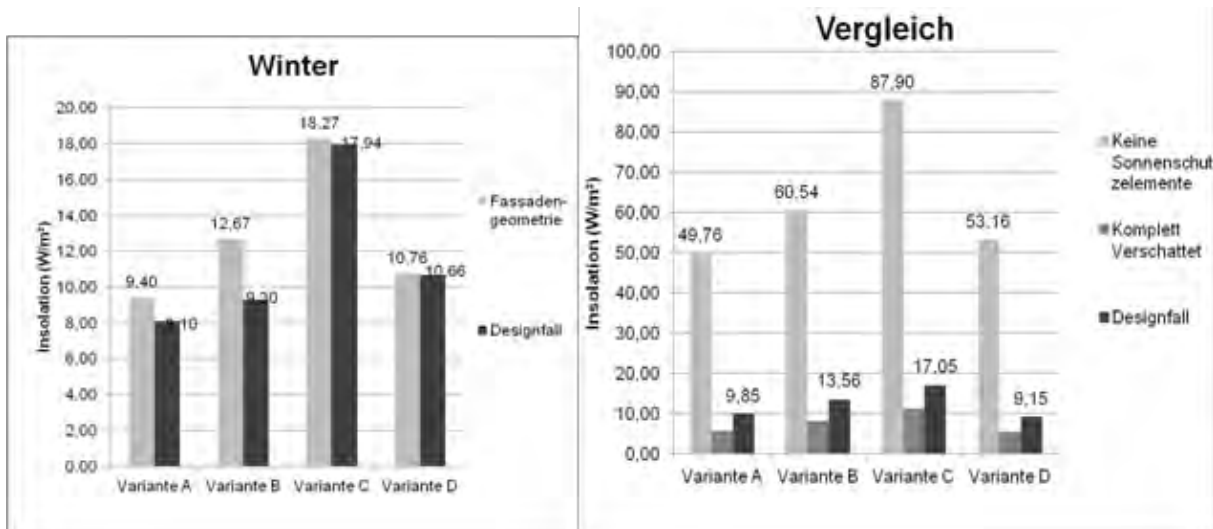 Winter
Insolation (W/m²)
20.00
18.00
16.00
14.00
12.00
10.00
8.00
6.00
4.00
2.00
0.00
9.40
8.10
12.67
9.30
18.27
17.94
10.76
10.66
Variante A
Variante B
Variante C
Variante D
Fassaden-
geometrie
Designfall
Vergleich
Insolation (W/m²)
100,00
90,00
80,00
70,00
60,00
50,00
40,00
30,00
20,00
10,00
0,00
49,76
9,85
60,54
13,56
87,90
17,05
53,16
9,15
Variante A
Variante B
Variante C
Variante D
Keine
Sonnenschut
zelemente
Komplett
Verschattet
Designfall